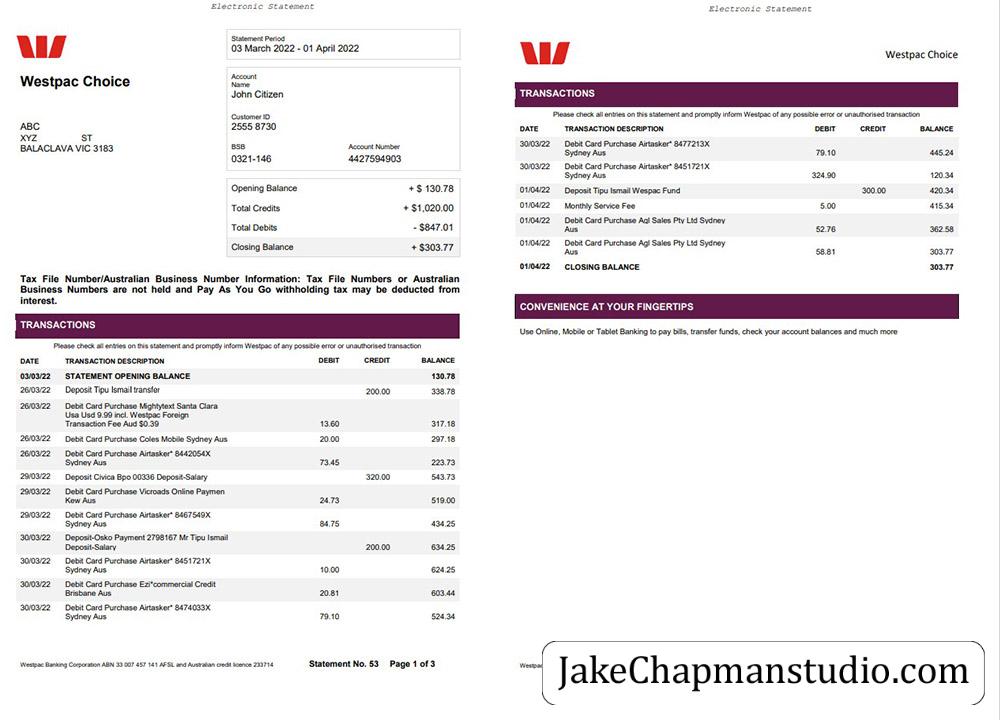 Electronic Statement
Statement Period
03 March 2022 - 01 April 2022
Westpac Choice
Account
Name
John Citizen
Customer ID
2555 8730
BSB Account Number
0321-146 4427594903
ABC
XYZ ST
BALACLAVA VIC 3183
Opening Balance + $ 130.78
Total Credits + $1,020.00
Total Debits - $847.01
Closing Balance + $303.77
Tax File Number/Australian Business Number Information: Tax File Numbers or Australian
Business Numbers are not held and Pay As You Go withholding tax may be deducted from
interest.
TRANSACTIONS
Please check all entries on this statement and promptly inform Westpac of any possible error or unauthorised transaction
DATE TRANSACTION DESCRIPTION DEBIT CREDIT BALANCE
03/03/22 STATEMENT OPENING BALANCE 130.78
26/03/22 Deposit Tipu Ismail transfer 200.00 338.78
26/03/22 Debit Card Purchase Mightytext Santa Clara
Usa Usd 9.99 incl. Westpac Foreign
Transaction Fee Aud $0.39 13.60 317.18
26/03/22 Debit Card Purchase Coles Mobile Sydney Aus 20.00 297.18
26/03/22 Debit Card Purchase Airtasker* 8442054X
Sydney Aus 73.45 223.73
29/03/22 Deposit Civica Bpo 00336 Deposit-Salary 320.00 543.73
29/03/22 Debit Card Purchase Vicroads Online Paymen
Kew Aus 24.73 519.00
29/03/22 Debit Card Purchase Airtasker* 8467549X
Sydney Aus 84.75 434.25
30/03/22 Deposit-Osko Payment 2798167 Mr Tipu Ismail
Deposit-Salary 200.00 634.25
30/03/22 Debit Card Purchase Airtasker* 8451721X
Sydney Aus 10.00 624.25
30/03/22 Debit Card Purchase Ezi*commercial Credit
Brisbane Aus 20.81 603.44
30/03/22 Debit Card Purchase Airtasker* 8474033X
Sydney Aus 79.10 524.34
Westpac Banking Corporation ABN 33 007 457 141 AFSL and Australian credit licence 233714 Statement No. 53 Page 1 of 3
Electronic Statement
Westpac Choice
TRANSACTIONS
Please check all entries on this statement and promptly inform Westpac of any possible error or unauthorised transaction
DATE TRANSACTION DESCRIPTION DEBIT CREDIT BALANCE
30/03/22 Debit Card Purchase Airtasker* 8477213X
Sydney Aus 79.10 445.24
30/03/22 Debit Card Purchase Airtasker* 8451721X
Sydney Aus 324.90 120.34
01/04/22 Deposit Tipu Ismail Wespac Fund 300.00 420.34
01/04/22 Monthly Service Fee 5.00 415.34
01/04/22 Debit Card Purchase Agl Sales Pty Ltd Sydney
Aus 52.76 362.58
01/04/22 Debit Card Purchase Agl Sales Pty Ltd Sydney
Aus 58.81 303.77
01/04/22 CLOSING BALANCE 303.77
CONVENIENCE AT YOUR FINGERTIPS
Use Online, Mobile or Tablet Banking to pay bills, transfer funds, check your account balances and much more
JakeChapmanstudio.com